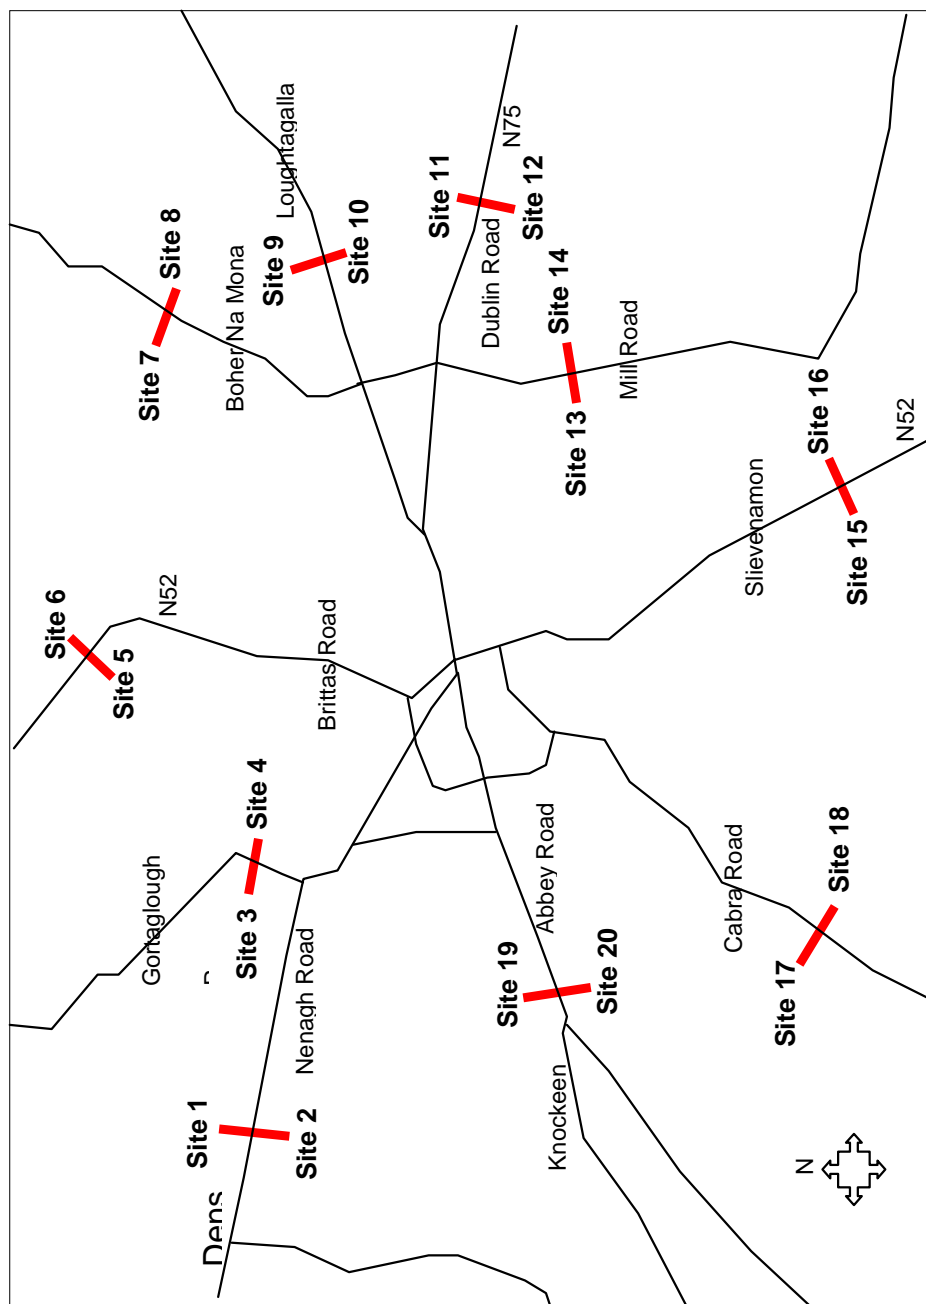 Site 1
Site 2
Site 3
Site 4
Site 5
Site 6
Site 7
Site 8
Site 9
Site 10
Site 11
Site 12
Site 13
Site 14
Site 15
Site 16
Site 17
Site 18
Site 19
Site 20
Gortaglough
Nenagh Road
N52
Brittas Road
Boher Na Mona
Loughtagalla
N75
Dublin Road
Mill Road
Slievenamon
N52
Cabra Road
Abbey Road
Knockeen
N